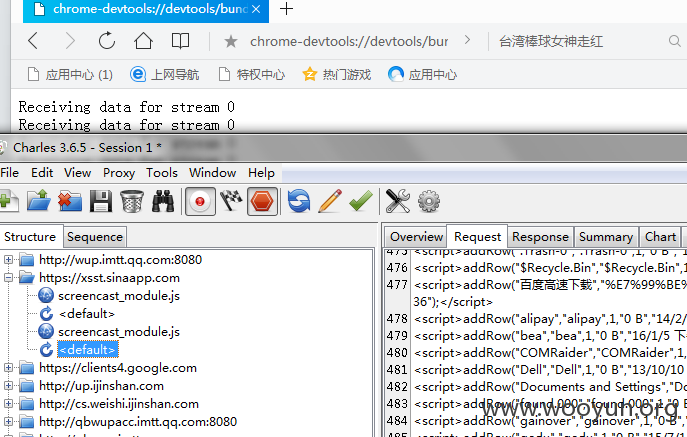 chrome-devtools://devtools/bund
chrome-devtools://devtools/bun
台湾棒球女神走红
应用中心 (1)
上网导航
特权中心
热门游戏
应用中心
Receiving data for stream 0
Receiving data for stream 0
Charles 3.6.5 - Session 1 *
File Edit View Proxy Tools Window Help
Structure Sequence
Overview Request Response Summary Chart
http://wup.imtt.qq.com:8080
https://xsst.sinaapp.com
screencast_module.js
<default>
screencast_module.js
<default>
https://clients4.google.com
http://up.ijinshan.com
http://cs.weishi.ijinshan.com
http://qbwupacc.imtt.qq.com:8080
475 <script>addRow(".Trash-0",".Trash-0",1,"0 B","1
476 <script>addRow("$Recycle.Bin","$Recycle.Bin",1
477 <script>addRow("百度高速下载","%E7%99%BE%
36");</script>
478 <script>addRow("alipay","alipay",1,"0 B","14/2/
479 <script>addRow("bea","bea",1,"0 B","16/1/5 下
480 <script>addRow("COMRaider","COMRaider",1,
481 <script>addRow("Dell","Dell",1,"0 B","13/10/10
482 <script>addRow("Documents and Settings","Do
483 <script>addRow("found.000","found.000",1,"0 B
484 <script>addRow("gainover","gainover",1,"0 B"
www.wooyun.org